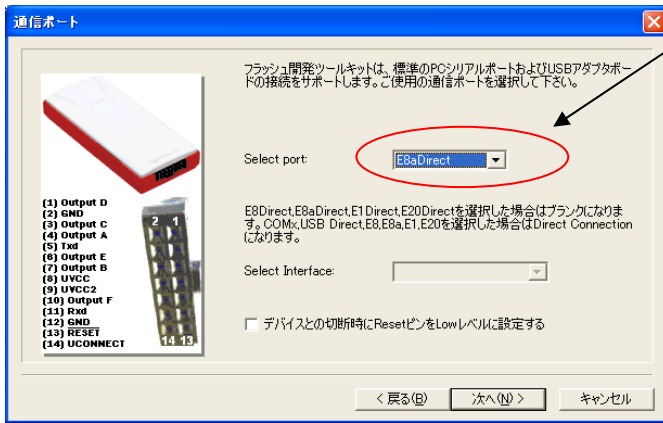 通信ポート
フラッシュ開発ツールキットは、標準のPCシリアルポートおよびUSBアダプタボー
ドの接続をサポートします。ご使用の通信ポートを選択して下さい。
Select port:
E8aDirect
(1) Output D
(2) GND
(3) Output C
(4) Output A
(5) Txd
(6) Output E
(7) Output B
(8) UVCC
(9) UVCC2
(10) Output F
(11) Rxd
(12) GND
(13) RESET
(14) UCONNECT
2 1
14 13
E8Direct,E8aDirect,E1Direct,E20Directを選択した場合はブランクになりま
す。COMx,USB Direct,E8,E8a,E1,E20を選択した場合はDirect Connection
になります。
Select Interface:
デバイスとの切断時にResetピンをLowレベルに設定する
< 戻る(B)
次へ(N) >
キャンセル